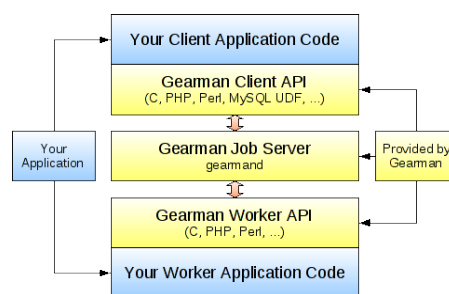 Your Client Application Code
Gearman Client API
(C, PHP, Perl, MySQL UDF, ...)
Your
Application
Gearman Job Server
gearmand
Provided by
Gearman
Gearman Worker API
(C, PHP, Perl, ...)
Your Worker Application Code